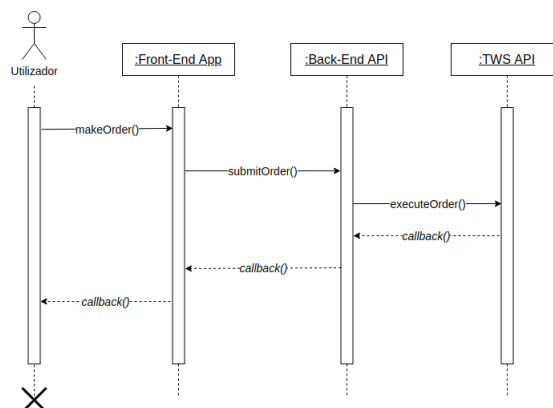 :Front-End App
:Back-End API
:TWS API
Utilizador
makeOrder()
submitOrder()
executeOrder()
callback()
callback()
callback()